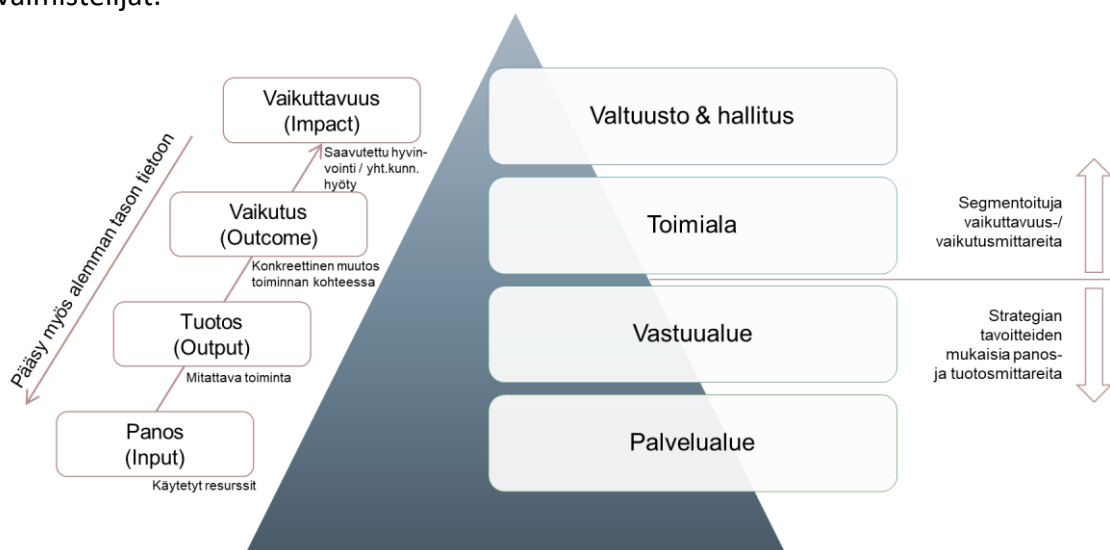 valmistelijat.
Vaikuttavuus
(Impact)
Saavutettu hyvin-
vointi / yht.kunn.
hyöty
Vaikutus
(Outcome)
Konkreettinen muutos
toiminnan kohteessa
Tuotos
(Output)
Mitattava toiminta
Panos
(Input)
Käytetyt resurssit
Pääsy myös alemman tason tietoon
Valtuusto & hallitus
Toimiala
Vastuualue
Palvelualue
Segmentoituja
vaikuttavuus-/
vaikutusmittareita
Strategian
tavoitteiden
mukaisia panos-
ja tuotosmittareita